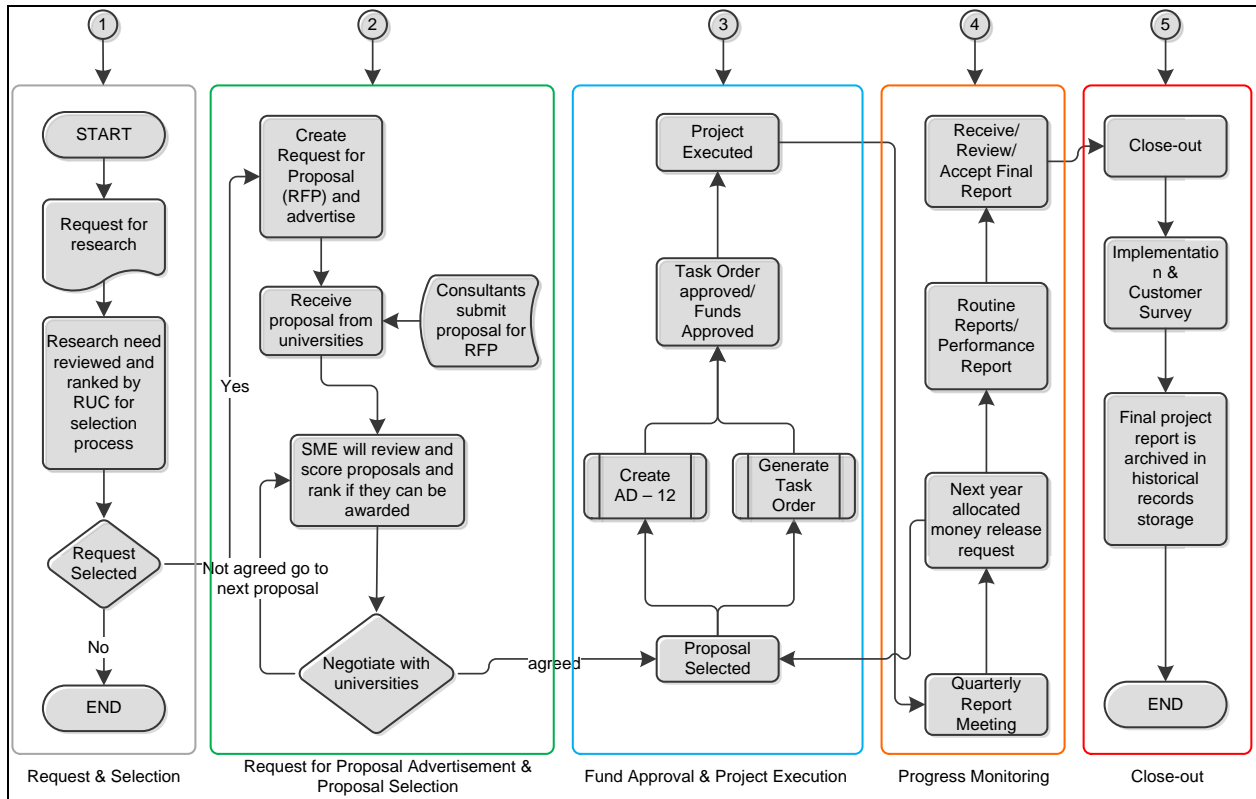 1
2
3
4
5
START
Request for
research
Research need
reviewed and
ranked by
RUC for
selection
process
Request
Selected
No
END
Yes
Create
Request for
Proposal
(RFP) and
advertise
Receive
proposal from
universities
Consultants
submit
proposal for
RFP
SME will review and
score proposals and
rank if they can be
awarded
Not agreed go to
next proposal
Negotiate with
universities
agreed
Project
Executed
Task Order
approved/
Funds
Approved
Create
AD – 12
Generate
Task
Order
Proposal
Selected
Receive/
Review/
Accept Final
Report
Routine
Reports/
Performance
Report
Next year
allocated
money release
request
Quarterly
Report
Meeting
Close-out
Implementatio
n &
Customer
Survey
Final project
report is
archived in
historical
records
storage
END
Request & Selection
Request for Proposal Advertisement &
Proposal Selection
Fund Approval & Project Execution
Progress Monitoring
Close-out